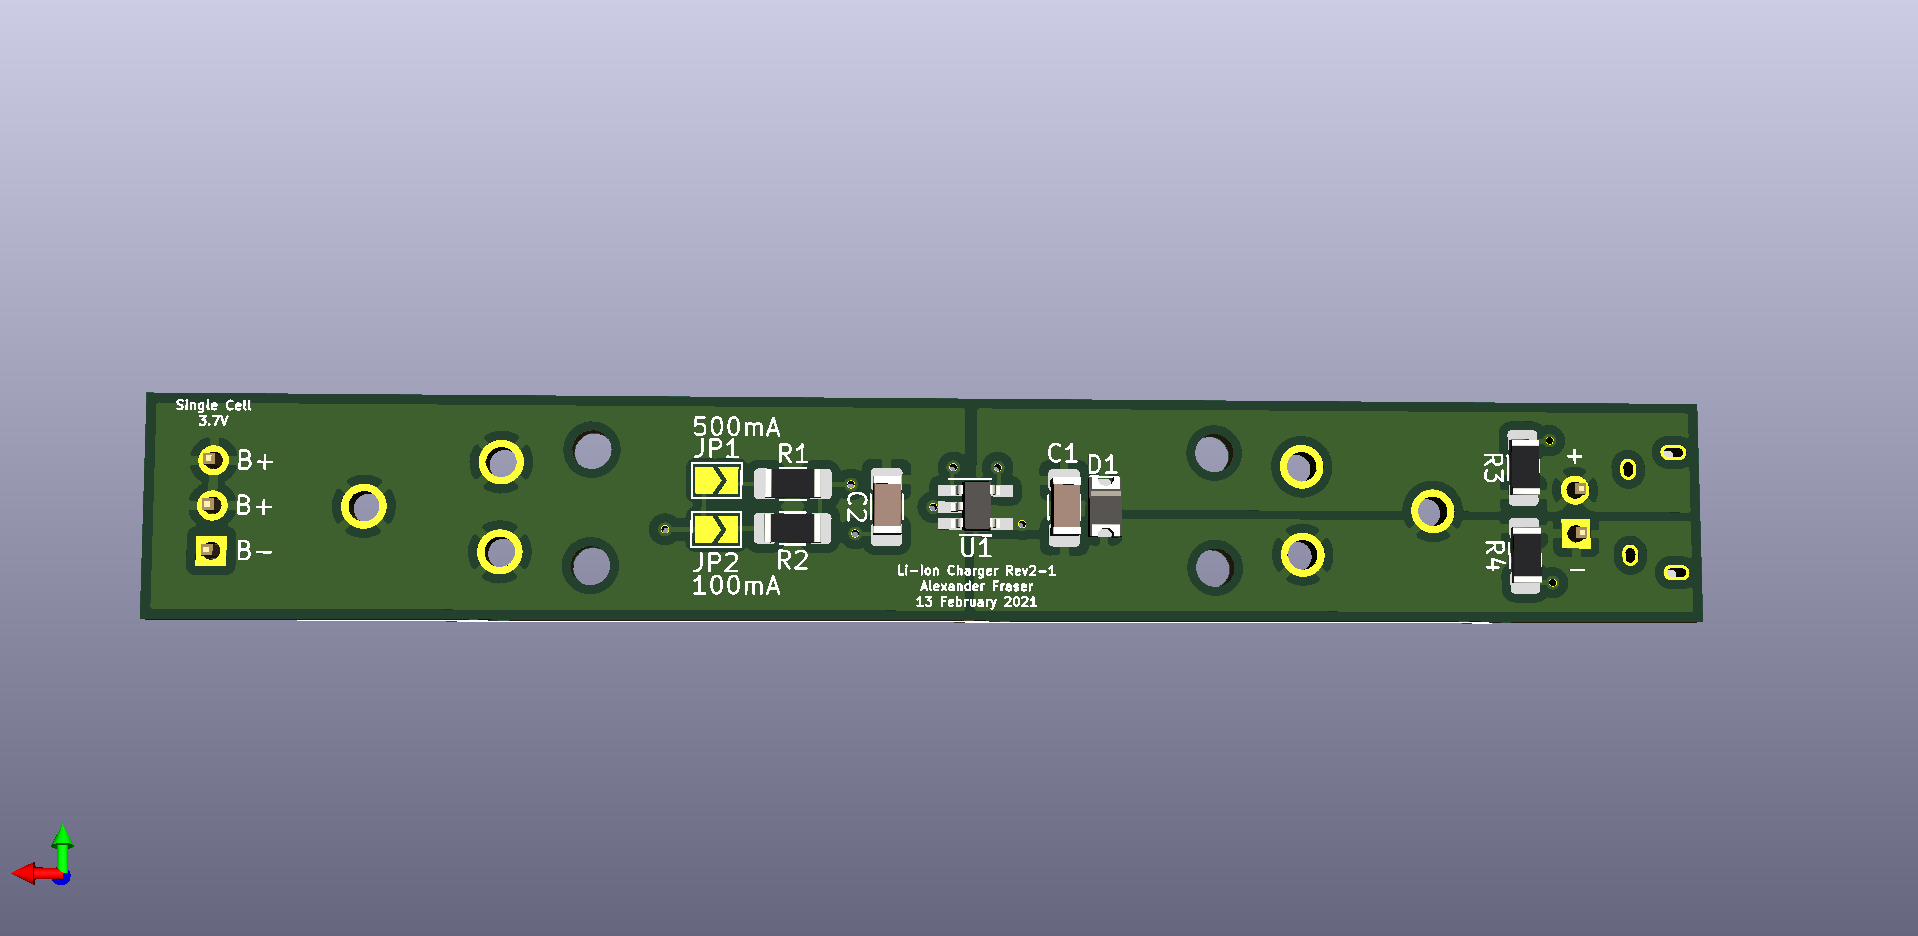 Single Cell
3.7V
B+
B+
B-
500mA
JP1
R1
C2
JP2
100mA
R2
U1
C1
D1
Li-Ion Charger Rev2-1
Alexander Fraser
13 February 2021
R3
R4
+
-